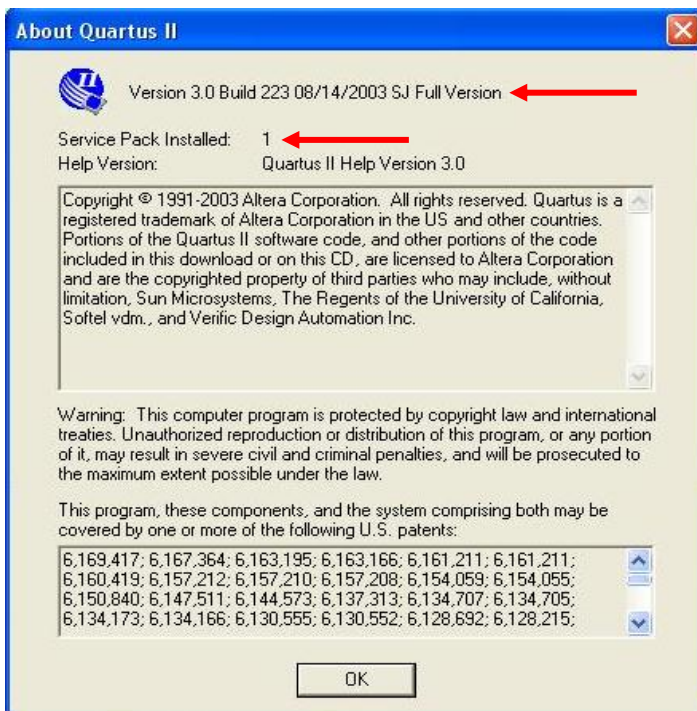 About Quartus II
II
Version 3.0 Build 223 08/14/2003 SJ Full Version
Service Pack Installed: 1
Help Version: Quartus II Help Version 3.0
Copyright © 1991-2003 Altera Corporation. All rights reserved. Quartus is a
registered trademark of Altera Corporation in the US and other countries.
Portions of the Quartus II software code, and other portions of the code
included in this download or on this CD, are licensed to Altera Corporation
and are the copyrighted property of third parties who may include, without
limitation, Sun Microsystems, The Regents of the University of California,
Softel vdm., and Verific Design Automation Inc.
Warning: This computer program is protected by copyright law and international
treaties. Unauthorized reproduction or distribution of this program, or any portion
of it, may result in severe civil and criminal penalties, and will be prosecuted to
the maximum extent possible under the law.
This program, these components, and the system comprising both may be
covered by one or more of the following U.S. patents:
6,169,417; 6,167,364; 6,163,195; 6,163,166; 6,161,211; 6,161,211;
6,160,419; 6,157,212; 6,157,210; 6,157,208; 6,154,059; 6,154,055;
6,150,840; 6,147,511; 6,144,573; 6,137,313; 6,134,707; 6,134,705;
6,134,173; 6,134,166; 6,130,555; 6,130,552; 6,128,692; 6,128,215;
OK